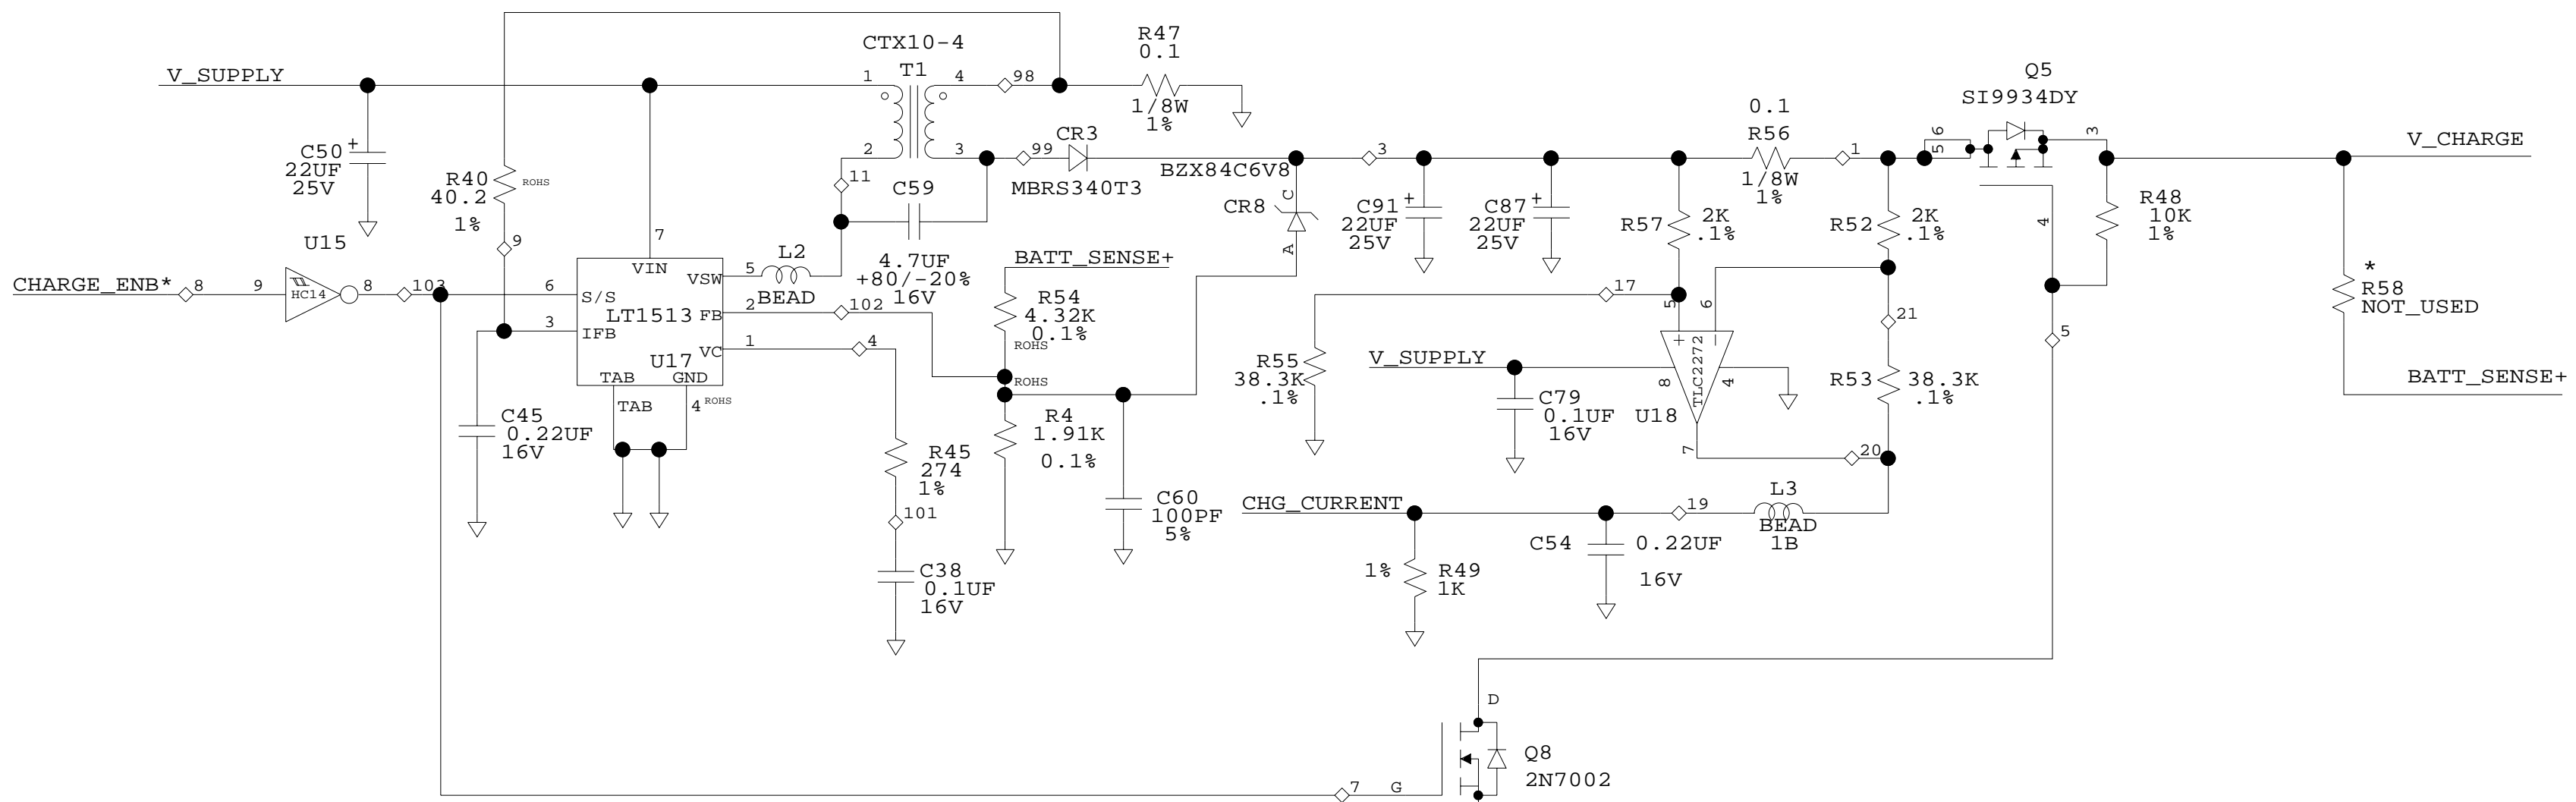 CTX10-4
T1
1
4
2
3
98
99
11
R47
0.1
1/8W
1%
V_SUPPLY
C50
+
22UF
25V
R40
40.2
1%
ROHS
9
U15
CHARGE_ENB*
8
9
HC14
8
103
6
3
7
VIN
S/S
IFB
LT1513
U17
VSW
FB
VC
TAB
GND
TAB
4
ROHS
5
2
1
L2
BEAD
102
4
CR3
MBRS340T3
C59
4.7UF
+80/-20%
16V
BATT_SENSE+
R54
4.32K
0.1%
ROHS
ROHS
R4
1.91K
0.1%
C45
0.22UF
16V
R45
274
1%
101
C38
0.1UF
16V
C60
100PF
5%
BZX84C6V8
CR8
C
A
3
C91
+
22UF
25V
C87
+
22UF
25V
0.1
R56
1/8W
1%
1
R57
2K
.1%
R52
2K
.1%
17
5
6
+
-
TLC2272
8
4
7
U18
R55
38.3K
.1%
V_SUPPLY
C79
0.1UF
16V
21
R53
38.3K
.1%
20
CHG_CURRENT
19
L3
BEAD
1B
1%
R49
1K
C54
0.22UF
16V
Q5
SI9934DY
6
5
3
4
R48
10K
1%
5
V_CHARGE
*
R58
NOT_USED
BATT_SENSE+
D
Q8
2N7002
7
G